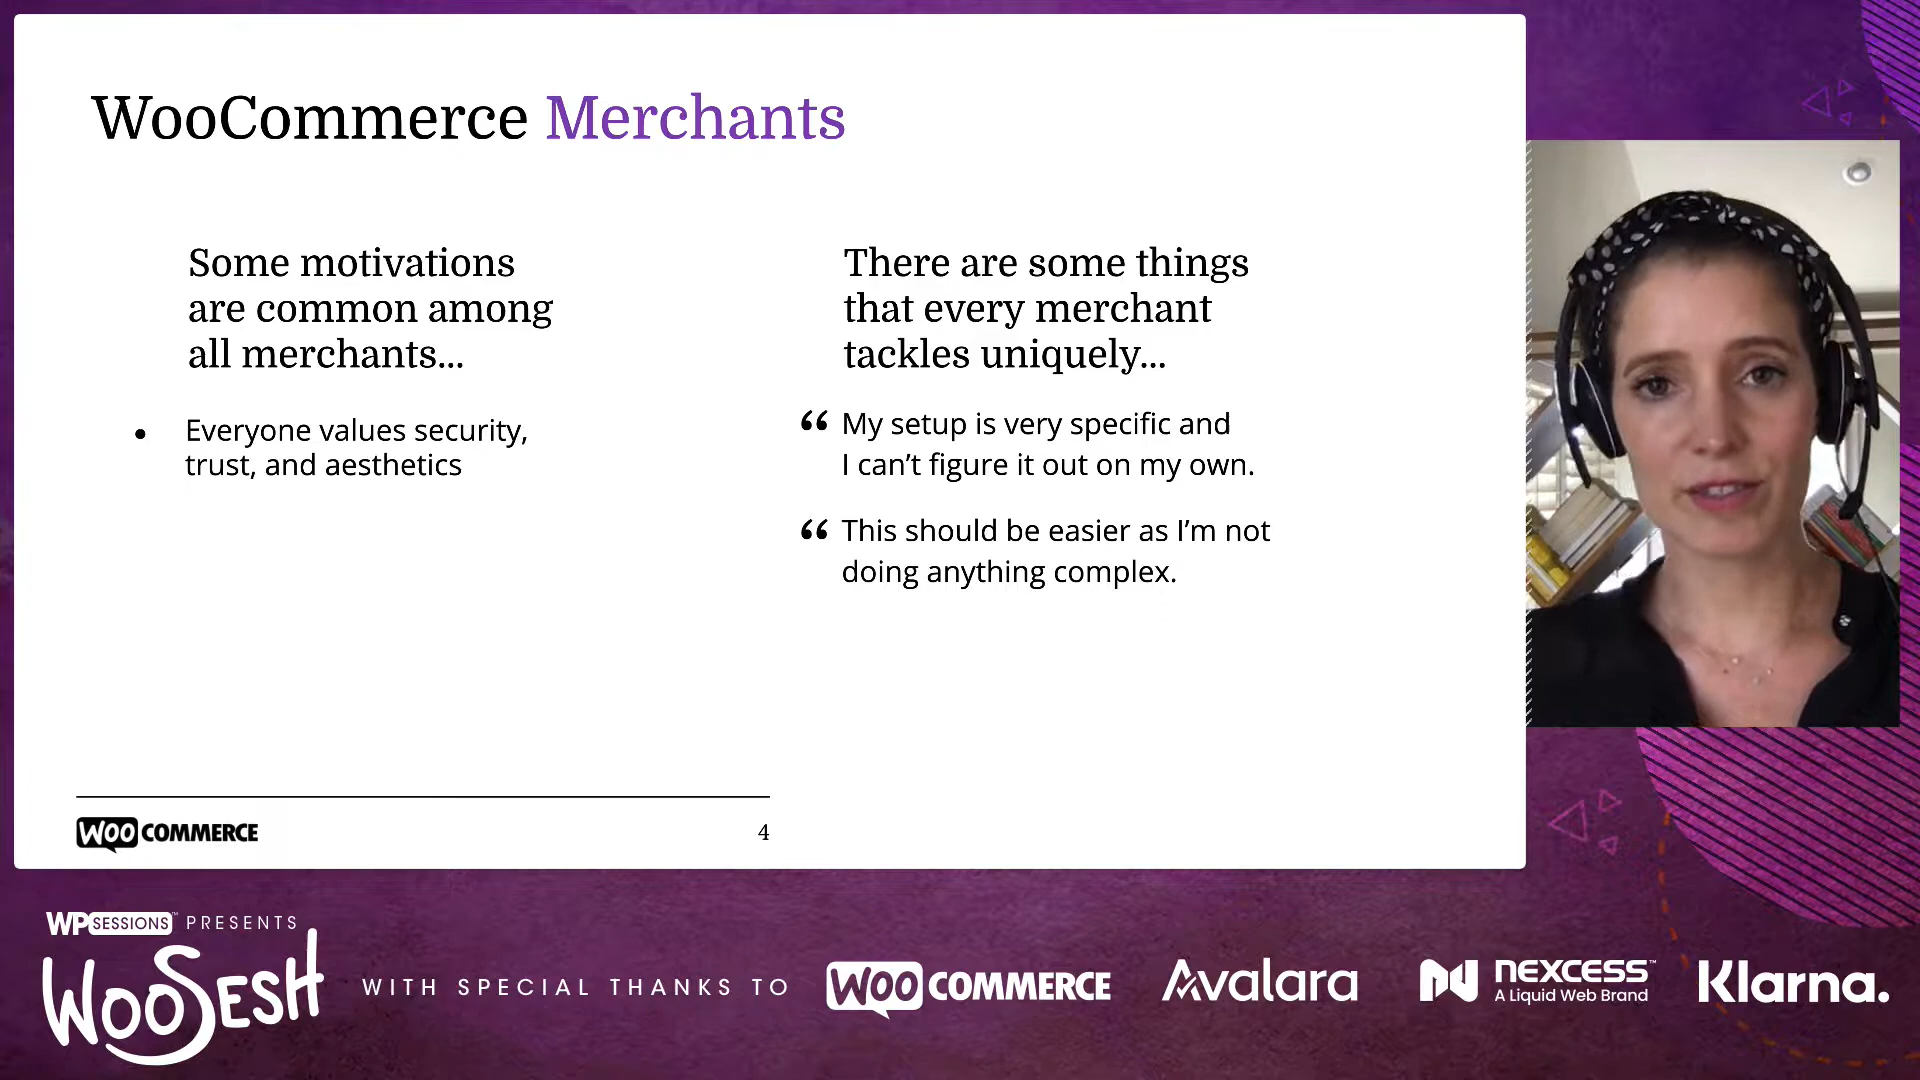 WooCommerce Merchants
Some motivations
are common among
all merchants...
• Everyone values security,
trust, and aesthetics
There are some things
that every merchant
tackles uniquely...
“ My setup is very specific and
I can’t figure it out on my own.
“ This should be easier as I’m not
doing anything complex.
WOO COMMERCE
4
WPSESSIONS™ PRESENTS
WOOSESH
WITH SPECIAL THANKS TO
WOO COMMERCE
Avalara
NEXCESS™
A Liquid Web Brand
Klarna.